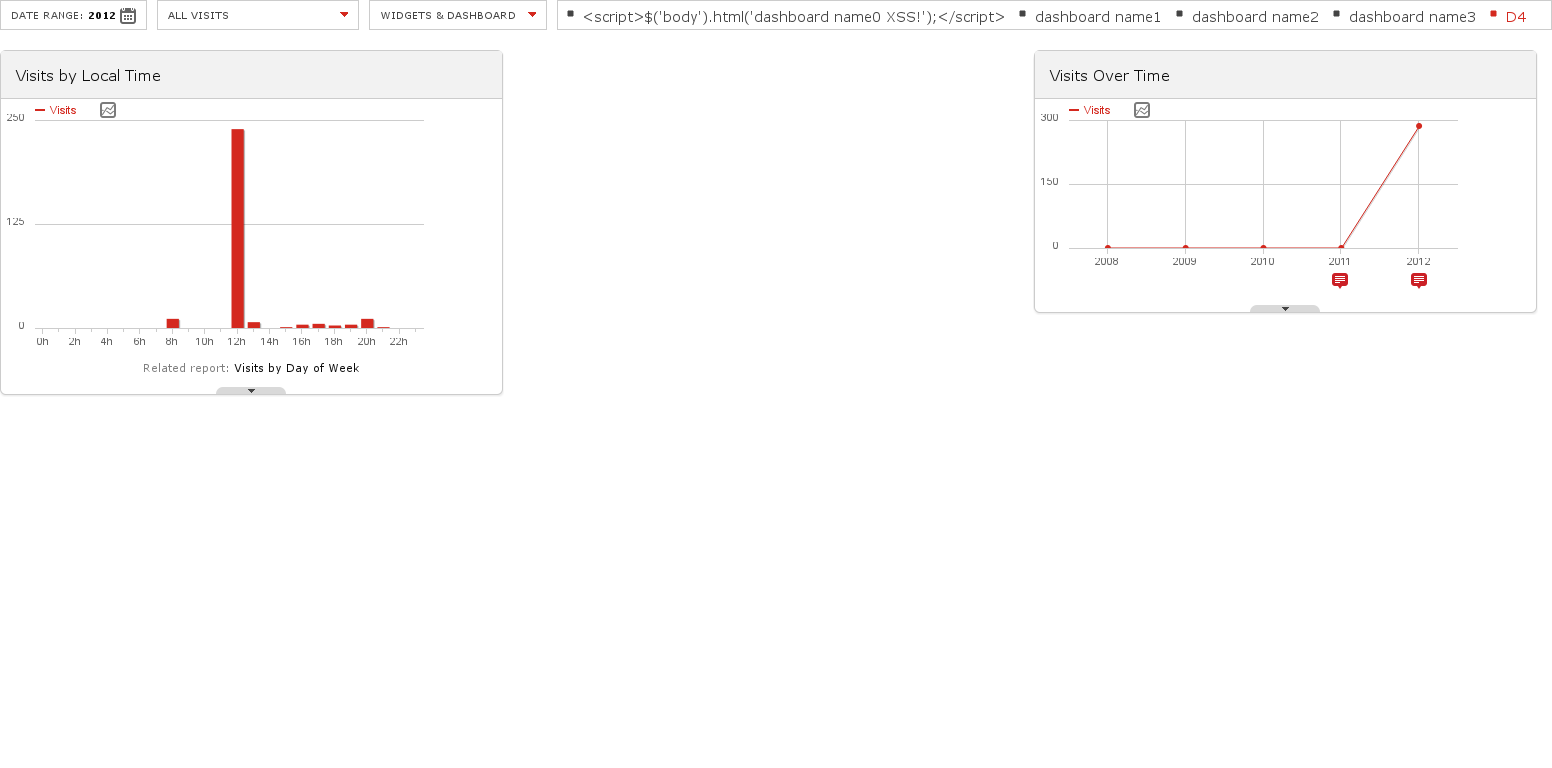 DATE RANGE: 2012 ALL VISITS WIDGETS & DASHBOARD <script>$('body').html('dashboard name0 XSS!');</script> dashboard name1 dashboard name2 dashboard name3 D4
Visits by Local Time
Visits
250
125
0
0h 2h 4h 6h 8h 10h 12h 14h 16h 18h 20h 22h
Related report: Visits by Day of Week
Visits Over Time
Visits
300
150
0
2008 2009 2010 2011 2012